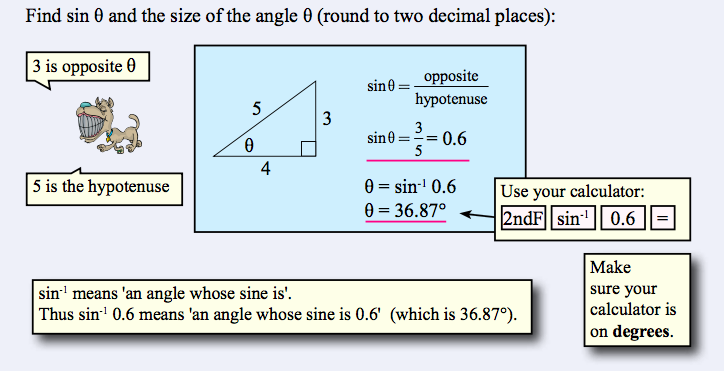 Find sin θ and the size of the angle θ (round to two decimal places):
3 is opposite θ
5 is the hypotenuse
5
3
θ
4
sinθ = opposite/hypotenuse
sinθ = 3/5 = 0.6
θ = sin⁻¹ 0.6
θ = 36.87°
Use your calculator:
2ndF sin⁻¹ 0.6 =
Make
sure your
calculator is
on degrees.
sin⁻¹ means 'an angle whose sine is'.
Thus sin⁻¹ 0.6 means 'an angle whose sine is 0.6' (which is 36.87°).